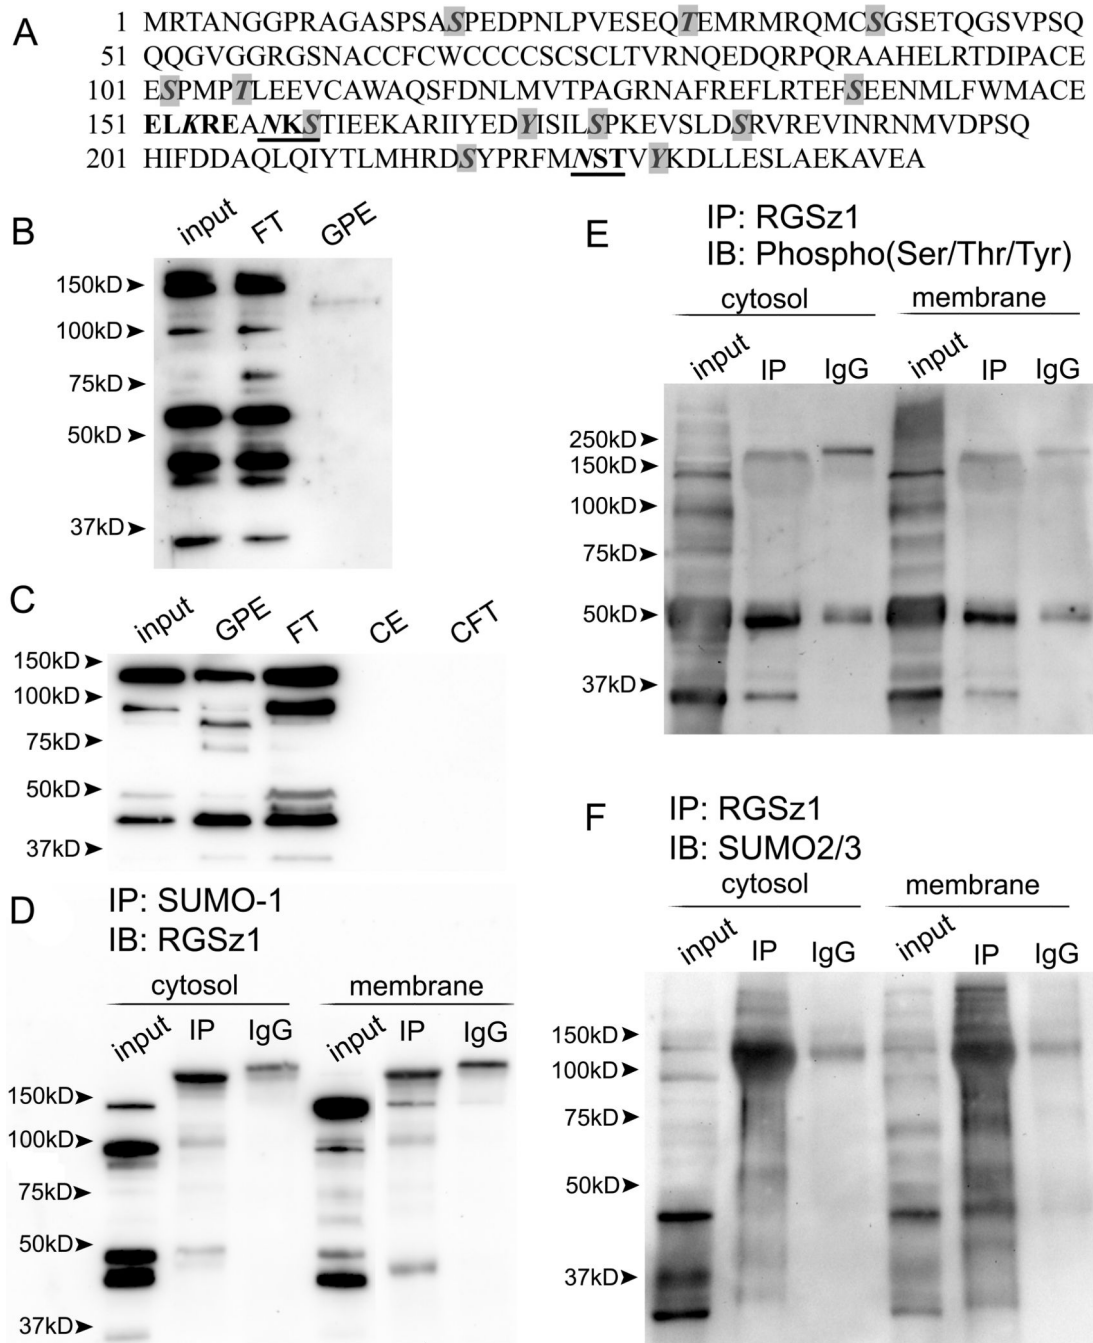 A
1 MRTANGGPRAGASPSASPEDPNLPVESEQTEMRMRQMCSGSETQGSVPSQ
51 QQGVGGRGSNACCFCWCCCCSCSCLTVRNQEDQRPQRAAHELRTDIPACE
101 ESPMPTLEEVCAWAQSFDNLMVTPAGRNAFREFLRTEFSEENMLFWMACE
151 ELKREANKSTIEEKARIIYEDYISILSPKEVSLDSRVREVINRNMVDPSQ
201 HIFDDAQLQIYTLMHRDSYPRFMNSTVYKDLLESLAEKAVEA
B
input FT GPE
150kD
100kD
75kD
50kD
37kD
C
input GPE FT CE CFT
150kD
100kD
75kD
50kD
37kD
D
IP: SUMO-1
IB: RGSz1
cytosol membrane
input IP IgG input IP IgG
150kD
100kD
75kD
50kD
37kD
E
IP: RGSz1
IB: Phospho(Ser/Thr/Tyr)
cytosol membrane
input IP IgG input IP IgG
250kD
150kD
100kD
75kD
50kD
37kD
F
IP: RGSz1
IB: SUMO2/3
cytosol membrane
input IP IgG input IP IgG
150kD
100kD
75kD
50kD
37kD